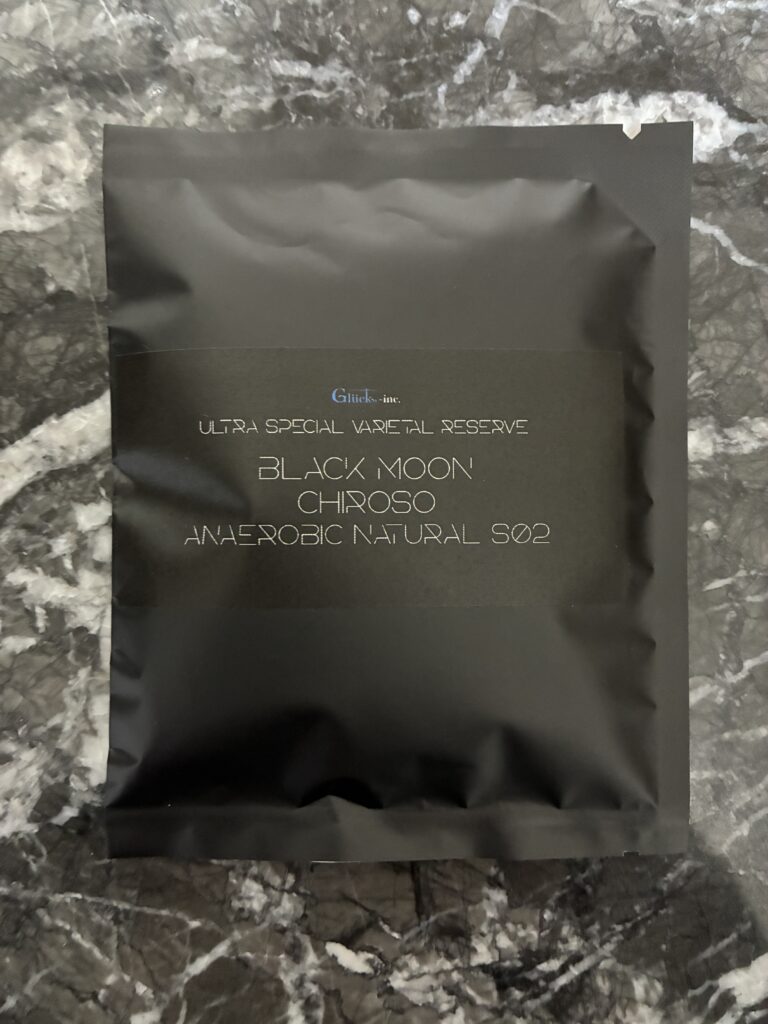 Glücks.-inc.
ULTRA SPECIAL VARIETAL RESERVE
BLACK MOON
CHIROSO
ANAEROBIC NATURAL S02